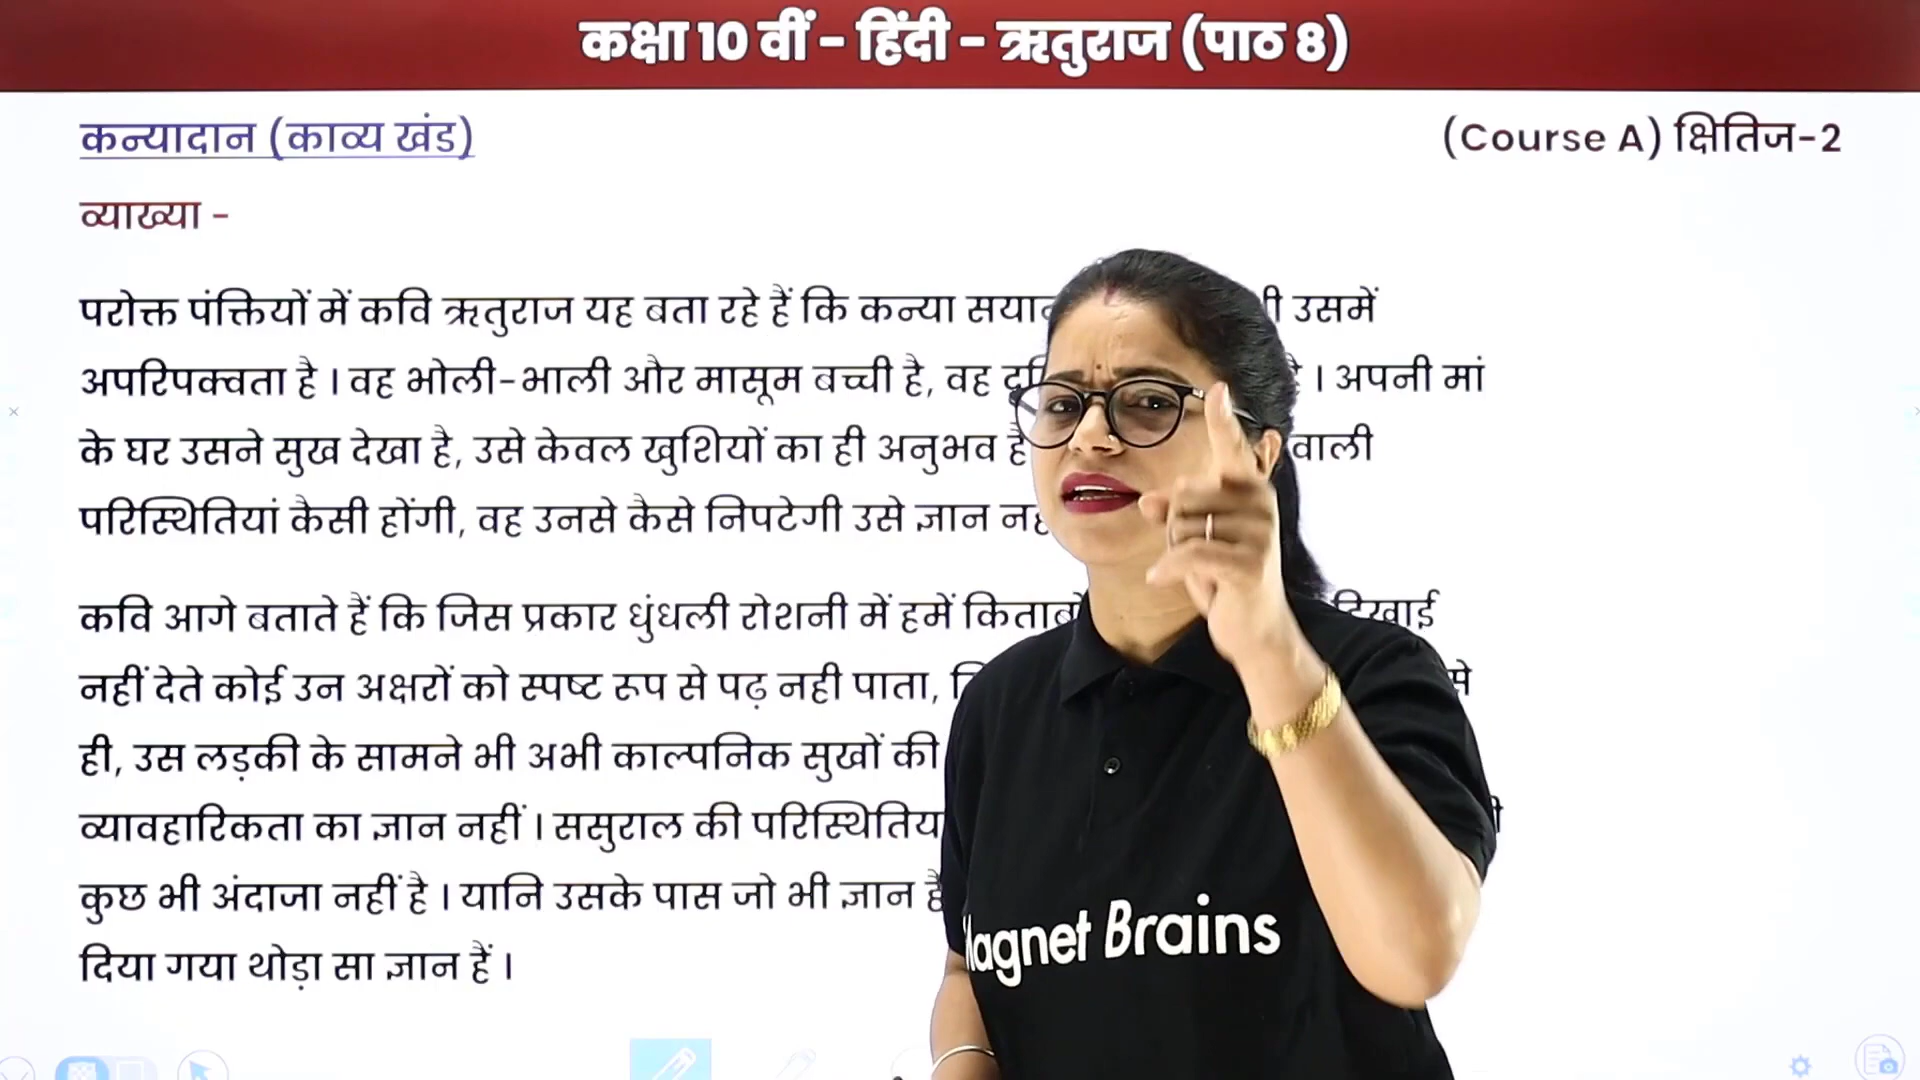 कक्षा 10 वीं - हिंदी - ऋतुराज (पाठ 8)
कन्यादान (काव्य खंड)
(Course A) क्षितिज-2
व्याख्या -
परोक्त पंक्तियों में कवि ऋतुराज यह बता रहे हैं कि कन्या उसमें
अपरिपक्वता है । वह भोली-भाली और मासूम बच्ची है, वह । अपनी मां
के घर उसने सुख देखा है, उसे केवल खुशियों का ही अनुभव वाली
परिस्थितियां कैसी होंगी, वह उनसे कैसे निपटेगी उसे ज्ञान
कवि आगे बताते हैं कि जिस प्रकार धुंधली रोशनी में हमें दिखाई
नहीं देते कोई उन अक्षरों को स्पष्ट रूप से पढ़ नही पाता,
ही, उस लड़की के सामने भी अभी काल्पनिक सुखों की
व्यावहारिकता का ज्ञान नहीं । ससुराल की
कुछ भी अंदाजा नहीं है । यानि उसके पास जो भी ज्ञान
दिया गया थोड़ा सा ज्ञान हैं ।
Brains